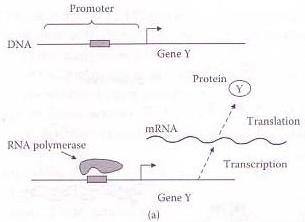 Promoter
DNA
Gene Y
Protein
Y
mRNA
Translation
RNA polymerase
Transcription
Gene Y
(a)